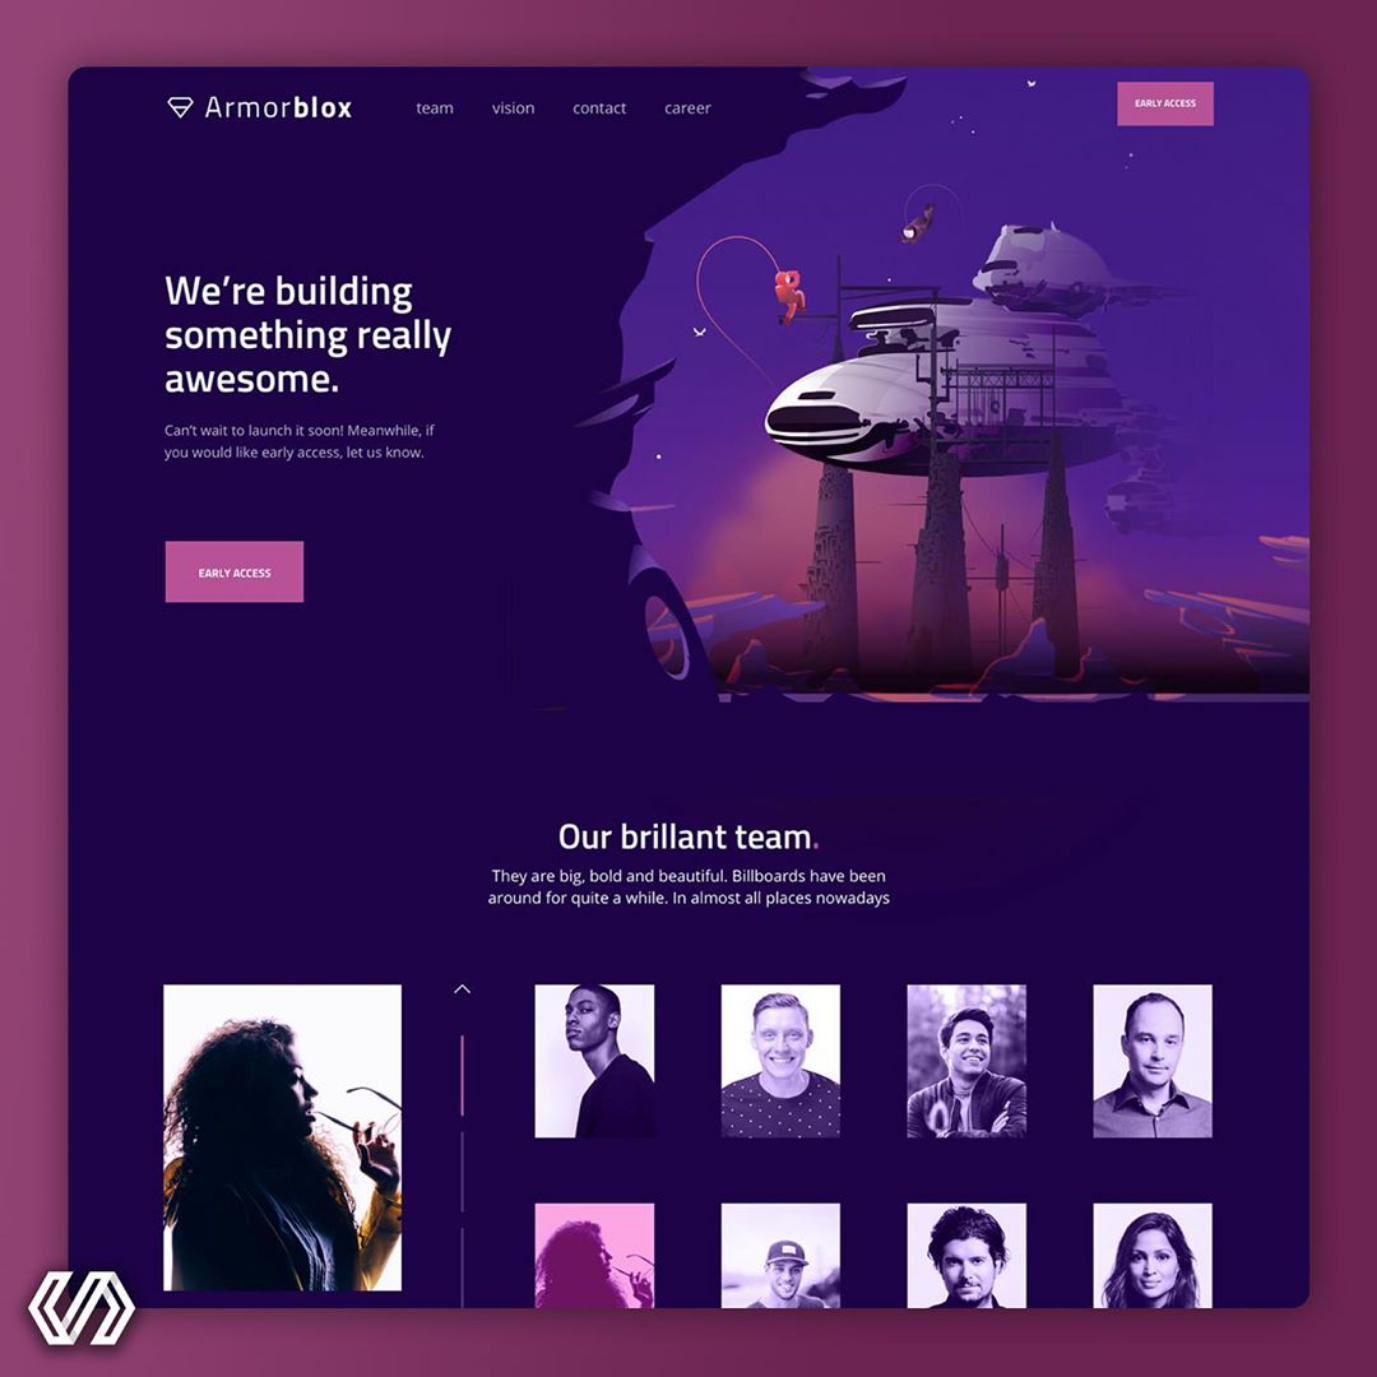 Armorblox
team
vision
contact
career
EARLY ACCESS
We're building
something really
awesome.
Can't wait to launch it soon! Meanwhile, if
you would like early access, let us know.
EARLY ACCESS
Our brillant team.
They are big, bold and beautiful. Billboards have been
around for quite a while. In almost all places nowadays